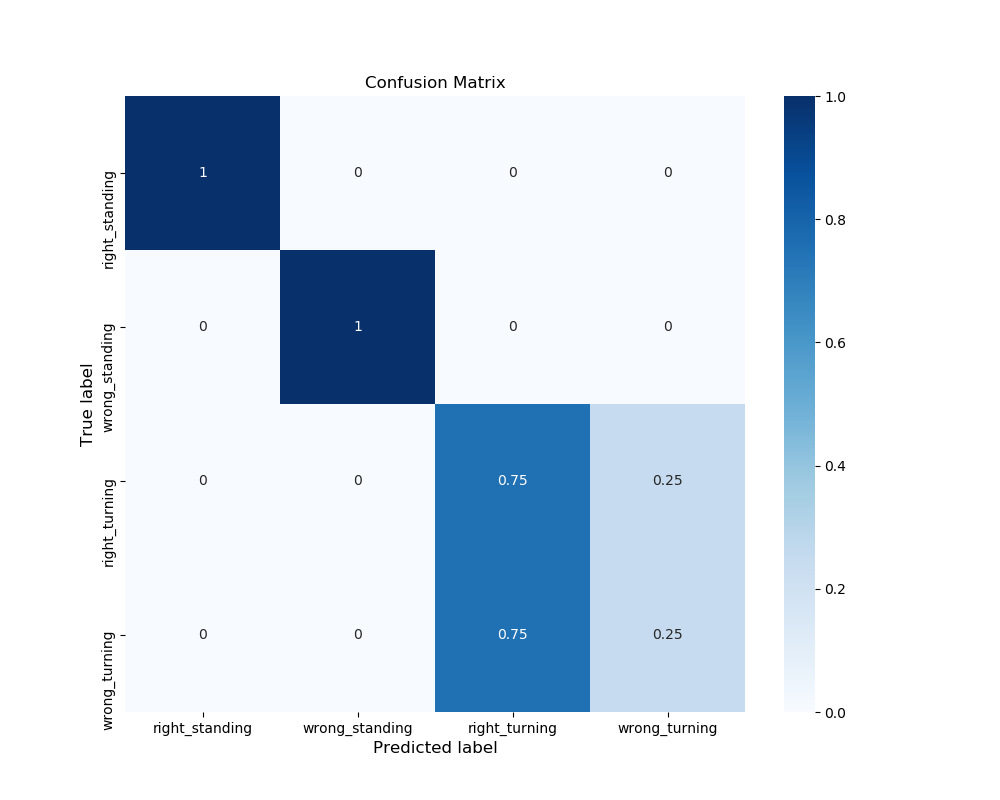 Confusion Matrix
True label
right_standing
1 0 0 0
wrong_standing
0 1 0 0
right_turning
0 0 0.75 0.25
wrong_turning
0 0 0.75 0.25
right_standing wrong_standing right_turning wrong_turning
Predicted label
1.0
0.8
0.6
0.4
0.2
0.0